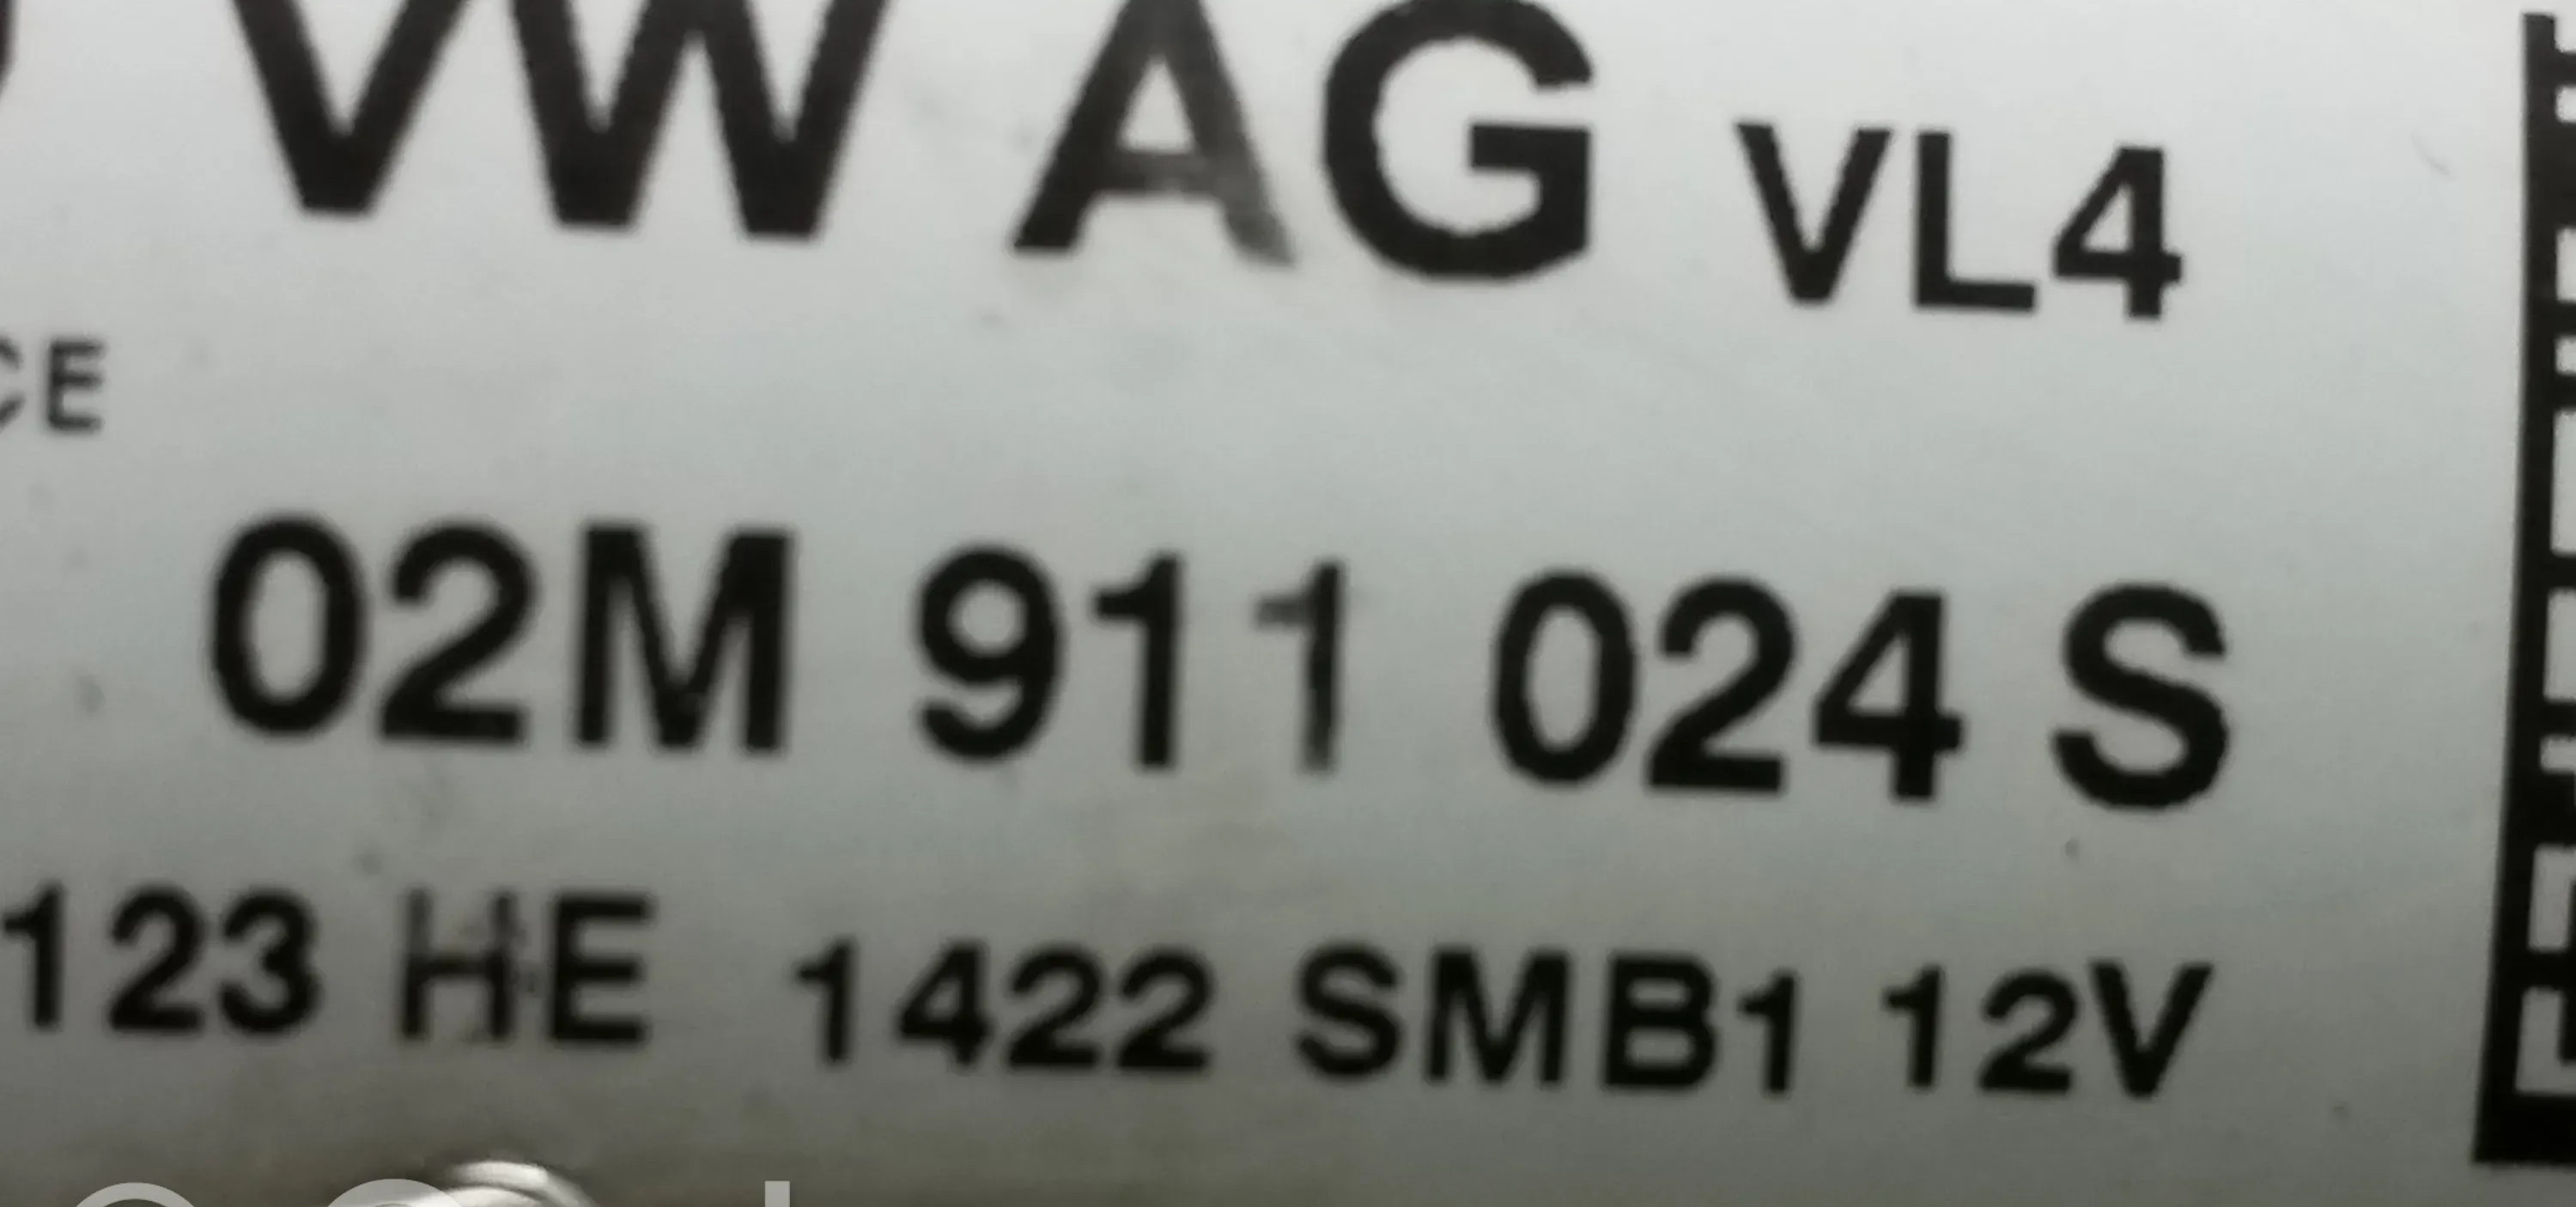 VW AG VL4
CE
02M 911 024 S
123 HE 1422 SMB1 12V